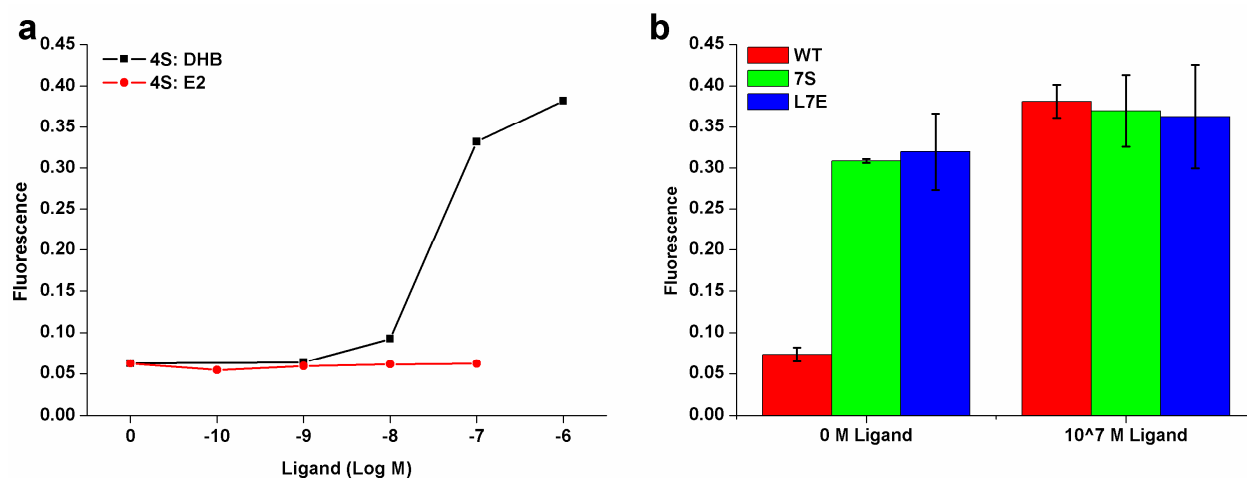 a
4S: DHB
4S: E2
0.45
0.40
0.35
0.30
0.25
0.20
0.15
0.10
0.05
0.00
Fluorescence
0 -10 -9 -8 -7 -6
Ligand (Log M)
b
WT
7S
L7E
0.45
0.40
0.35
0.30
0.25
0.20
0.15
0.10
0.05
0.00
Fluorescence
0 M Ligand 10^7 M Ligand